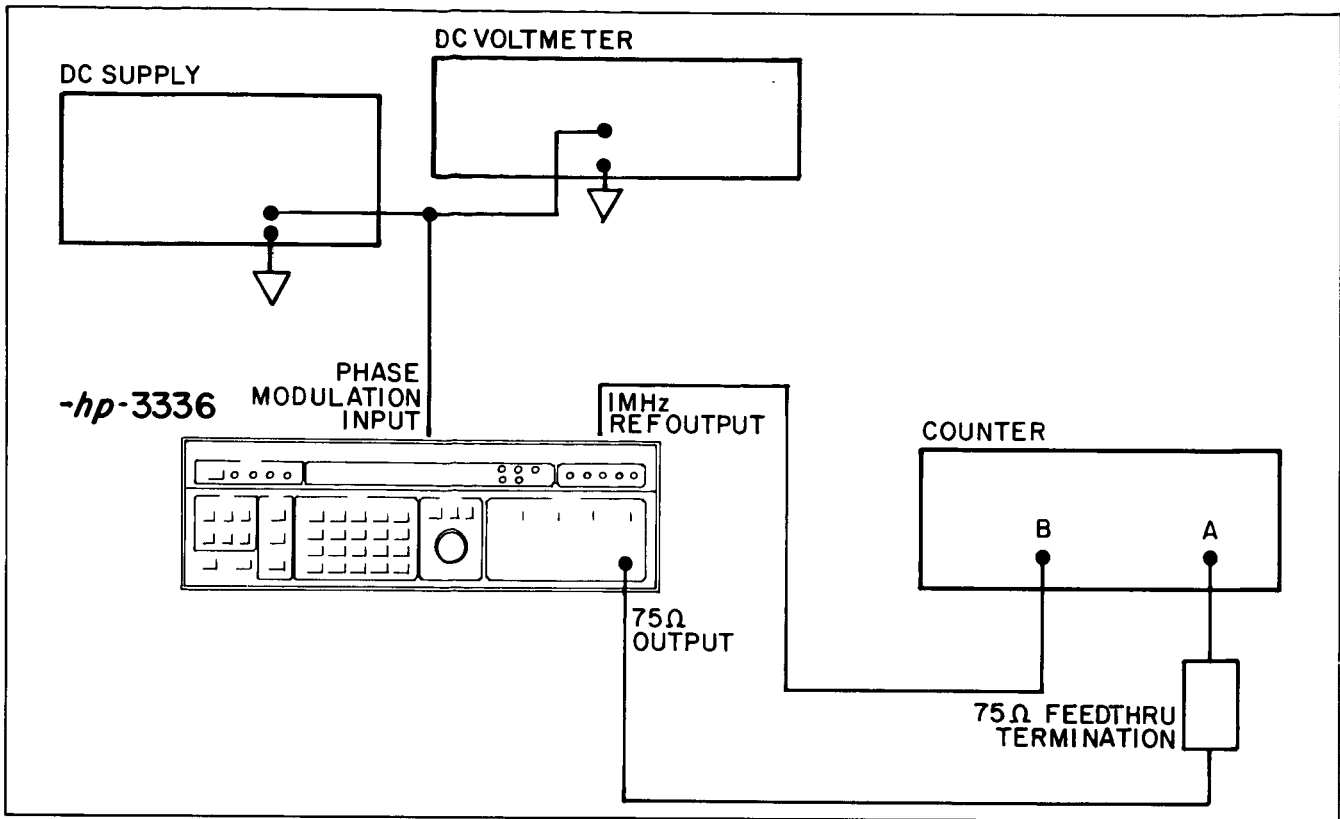 DC VOLTMETER
DC SUPPLY
PHASE
MODULATION
INPUT
-hp-3336
1MHz
REF OUTPUT
COUNTER
B
A
75Ω
OUTPUT
75Ω FEEDTHRU
TERMINATION